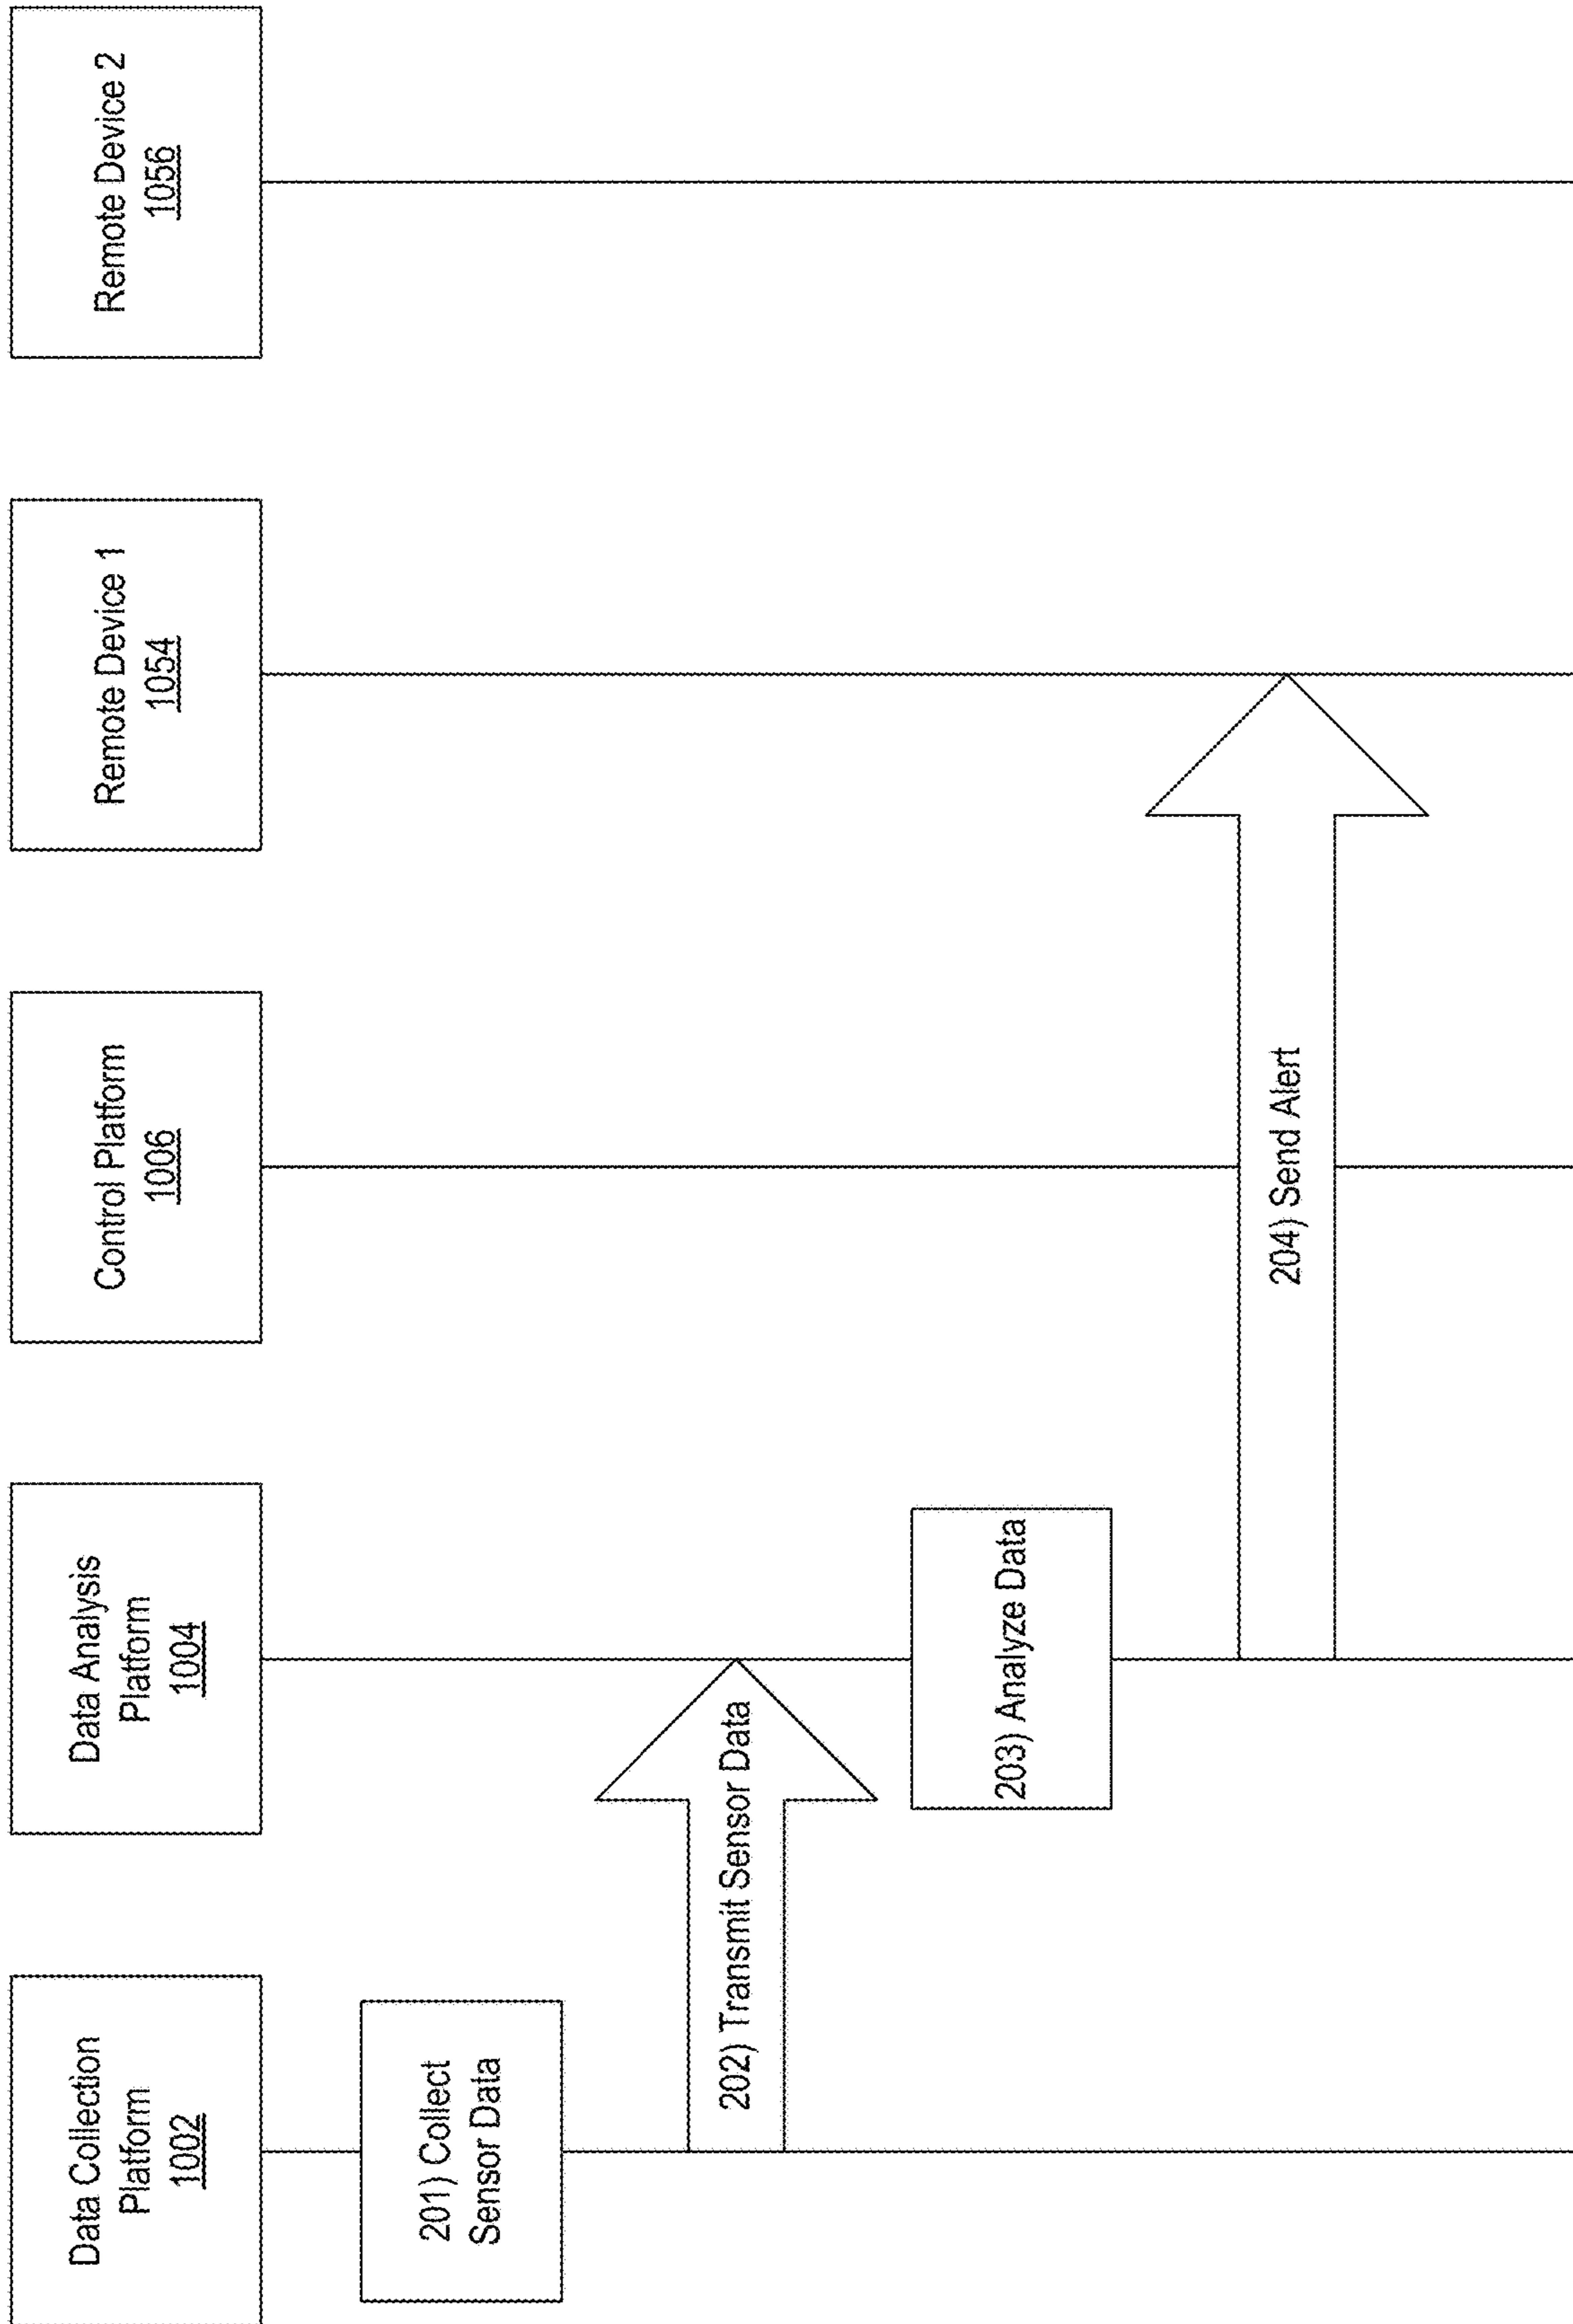 Data Collection
Platform
1002
Data Analysis
Platform
1004
Control Platform
1006
Remote Device 1
1054
Remote Device 2
1056
201) Collect
Sensor Data
202) Transmit Sensor Data
203) Analyze Data
204) Send Alert